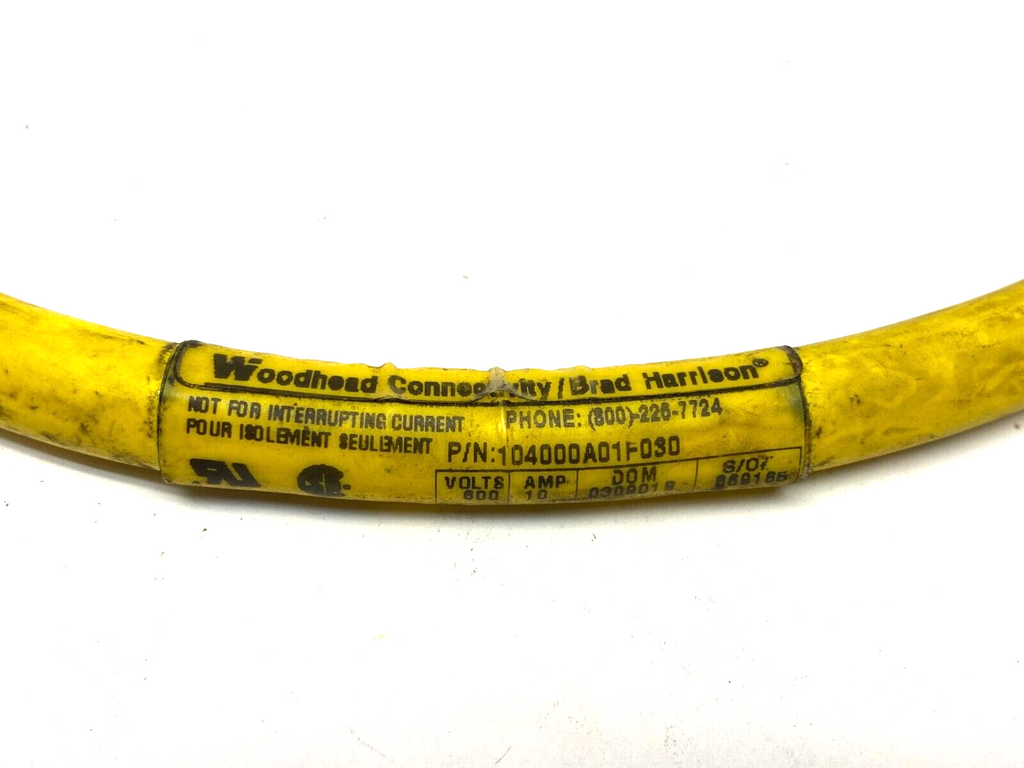 Woodhead Connectivity / Brad Harrison®
NOT FOR INTERRUPTING CURRENT PHONE: (800)-226-7724
POUR ISOLEMENT SEULEMENT P/N:104000A01F030
VOLTS AMP DOM S/O#
600 10